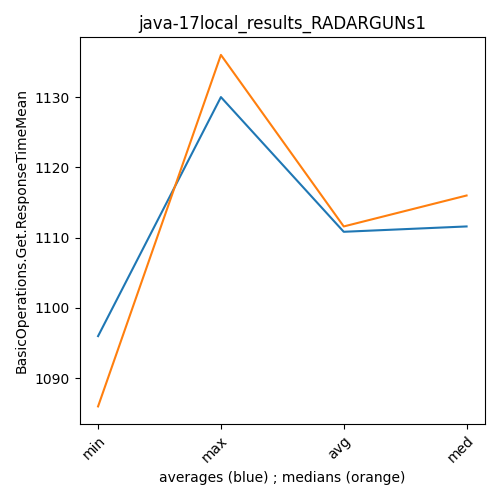 java-17local_results_RADARGUNs1
BasicOperations.Get.ResponseTimeMean
1130
1120
1110
1100
1090
min
max
avg
med
averages (blue) ; medians (orange)